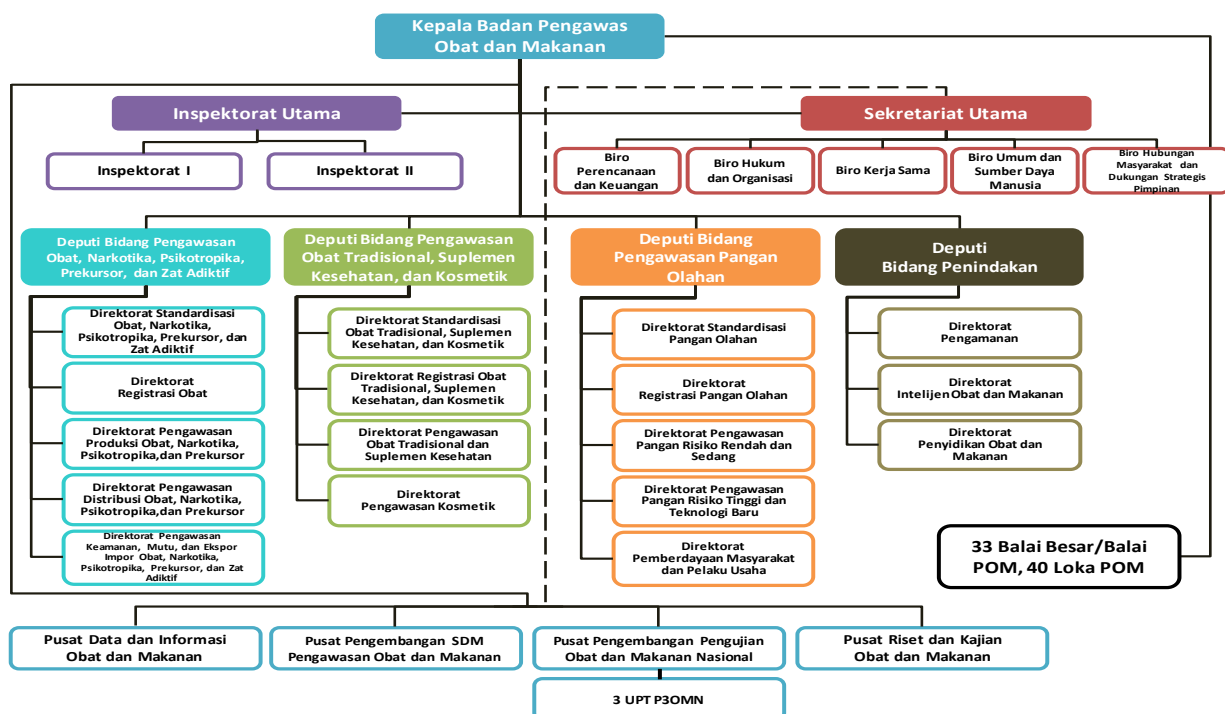 Kepala Badan Pengawas
Obat dan Makanan
Inspektorat Utama
Sekretariat Utama
Inspektorat I
Inspektorat II
Biro
Perencanaan
dan Keuangan
Biro Hukum
dan Organisasi
Biro Kerja Sama
Biro Umum dan
Sumber Daya
Manusia
Biro Hubungan
Masyarakat dan
Dukungan Strategis
Pimpinan
Deputi Bidang Pengawasan
Obat, Narkotika, Psikotropika,
Prekursor, dan Zat Adiktif
Deputi Bidang Pengawasan
Obat Tradisional, Suplemen
Kesehatan, dan Kosmetik
Deputi Bidang
Pengawasan Pangan
Olahan
Deputi
Bidang Penindakan
Direktorat Standardisasi
Obat, Narkotika,
Psikotropika, Prekursor, dan
Zat Adiktif
Direktorat
Registrasi Obat
Direktorat Pengawasan
Produksi Obat, Narkotika,
Psikotropika,dan Prekursor
Direktorat Pengawasan
Distribusi Obat, Narkotika,
Psikotropika,dan Prekursor
Direktorat Pengawasan
Keamanan, Mutu, dan Ekspor
Impor Obat, Narkotika,
Psikotropika, Prekursor, dan Zat
Adiktif
Direktorat Standardisasi
Obat Tradisional, Suplemen
Kesehatan, dan Kosmetik
Direktorat Registrasi Obat
Tradisional, Suplemen
Kesehatan, dan Kosmetik
Direktorat Pengawasan
Obat Tradisional dan
Suplemen Kesehatan
Direktorat
Pengawasan Kosmetik
Direktorat Standardisasi
Pangan Olahan
Direktorat
Registrasi Pangan Olahan
Direktorat Pengawasan
Pangan Risiko Rendah dan
Sedang
Direktorat Pengawasan
Pangan Risiko Tinggi dan
Teknologi Baru
Direktorat
Pemberdayaan Masyarakat
dan Pelaku Usaha
Direktorat
Pengamanan
Direktorat
Intelijen Obat dan Makanan
Direktorat
Penyidikan Obat dan
Makanan
33 Balai Besar/Balai
POM, 40 Loka POM
Pusat Data dan Informasi
Obat dan Makanan
Pusat Pengembangan SDM
Pengawasan Obat dan Makanan
Pusat Pengembangan Pengujian
Obat dan Makanan Nasional
Pusat Riset dan Kajian
Obat dan Makanan
3 UPT P3OMN